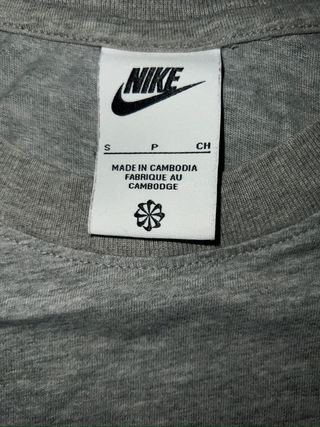 NIKE
S P CH
MADE IN CAMBODIA
FABRIQUE AU
CAMBODGE